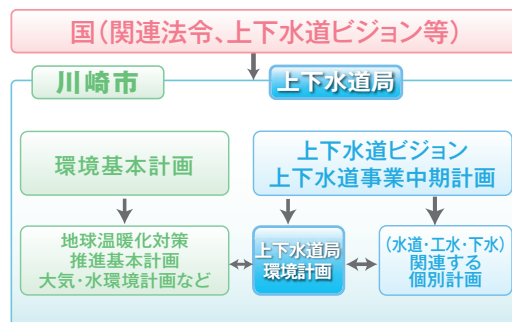 国（関連法令、上下水道ビジョン等）
川崎市
上下水道局
環境基本計画
上下水道ビジョン
上下水道事業中期計画
地球温暖化対策
推進基本計画
大気・水環境計画など
上下水道局
環境計画
（水道・工水・下水）
関連する
個別計画